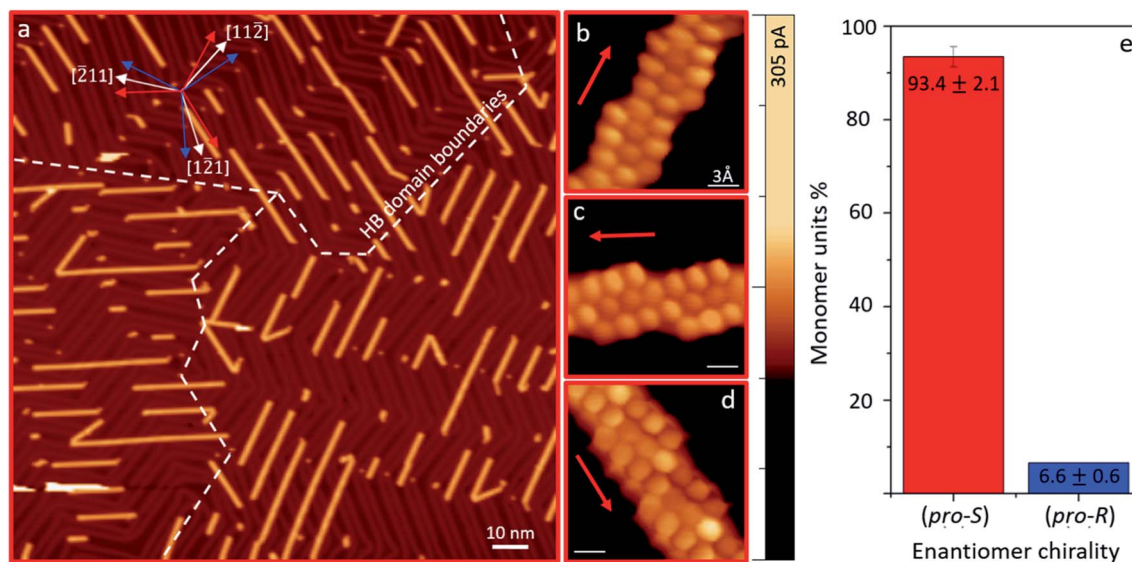 a
[112̄]
[2̄11]
[12̄1]
HB domain boundaries
10 nm
b
3Å
c
d
305 pA
e
Monomer units %
100
80
60
40
20
93.4 ± 2.1
6.6 ± 0.6
(pro-S)
(pro-R)
Enantiomer chirality